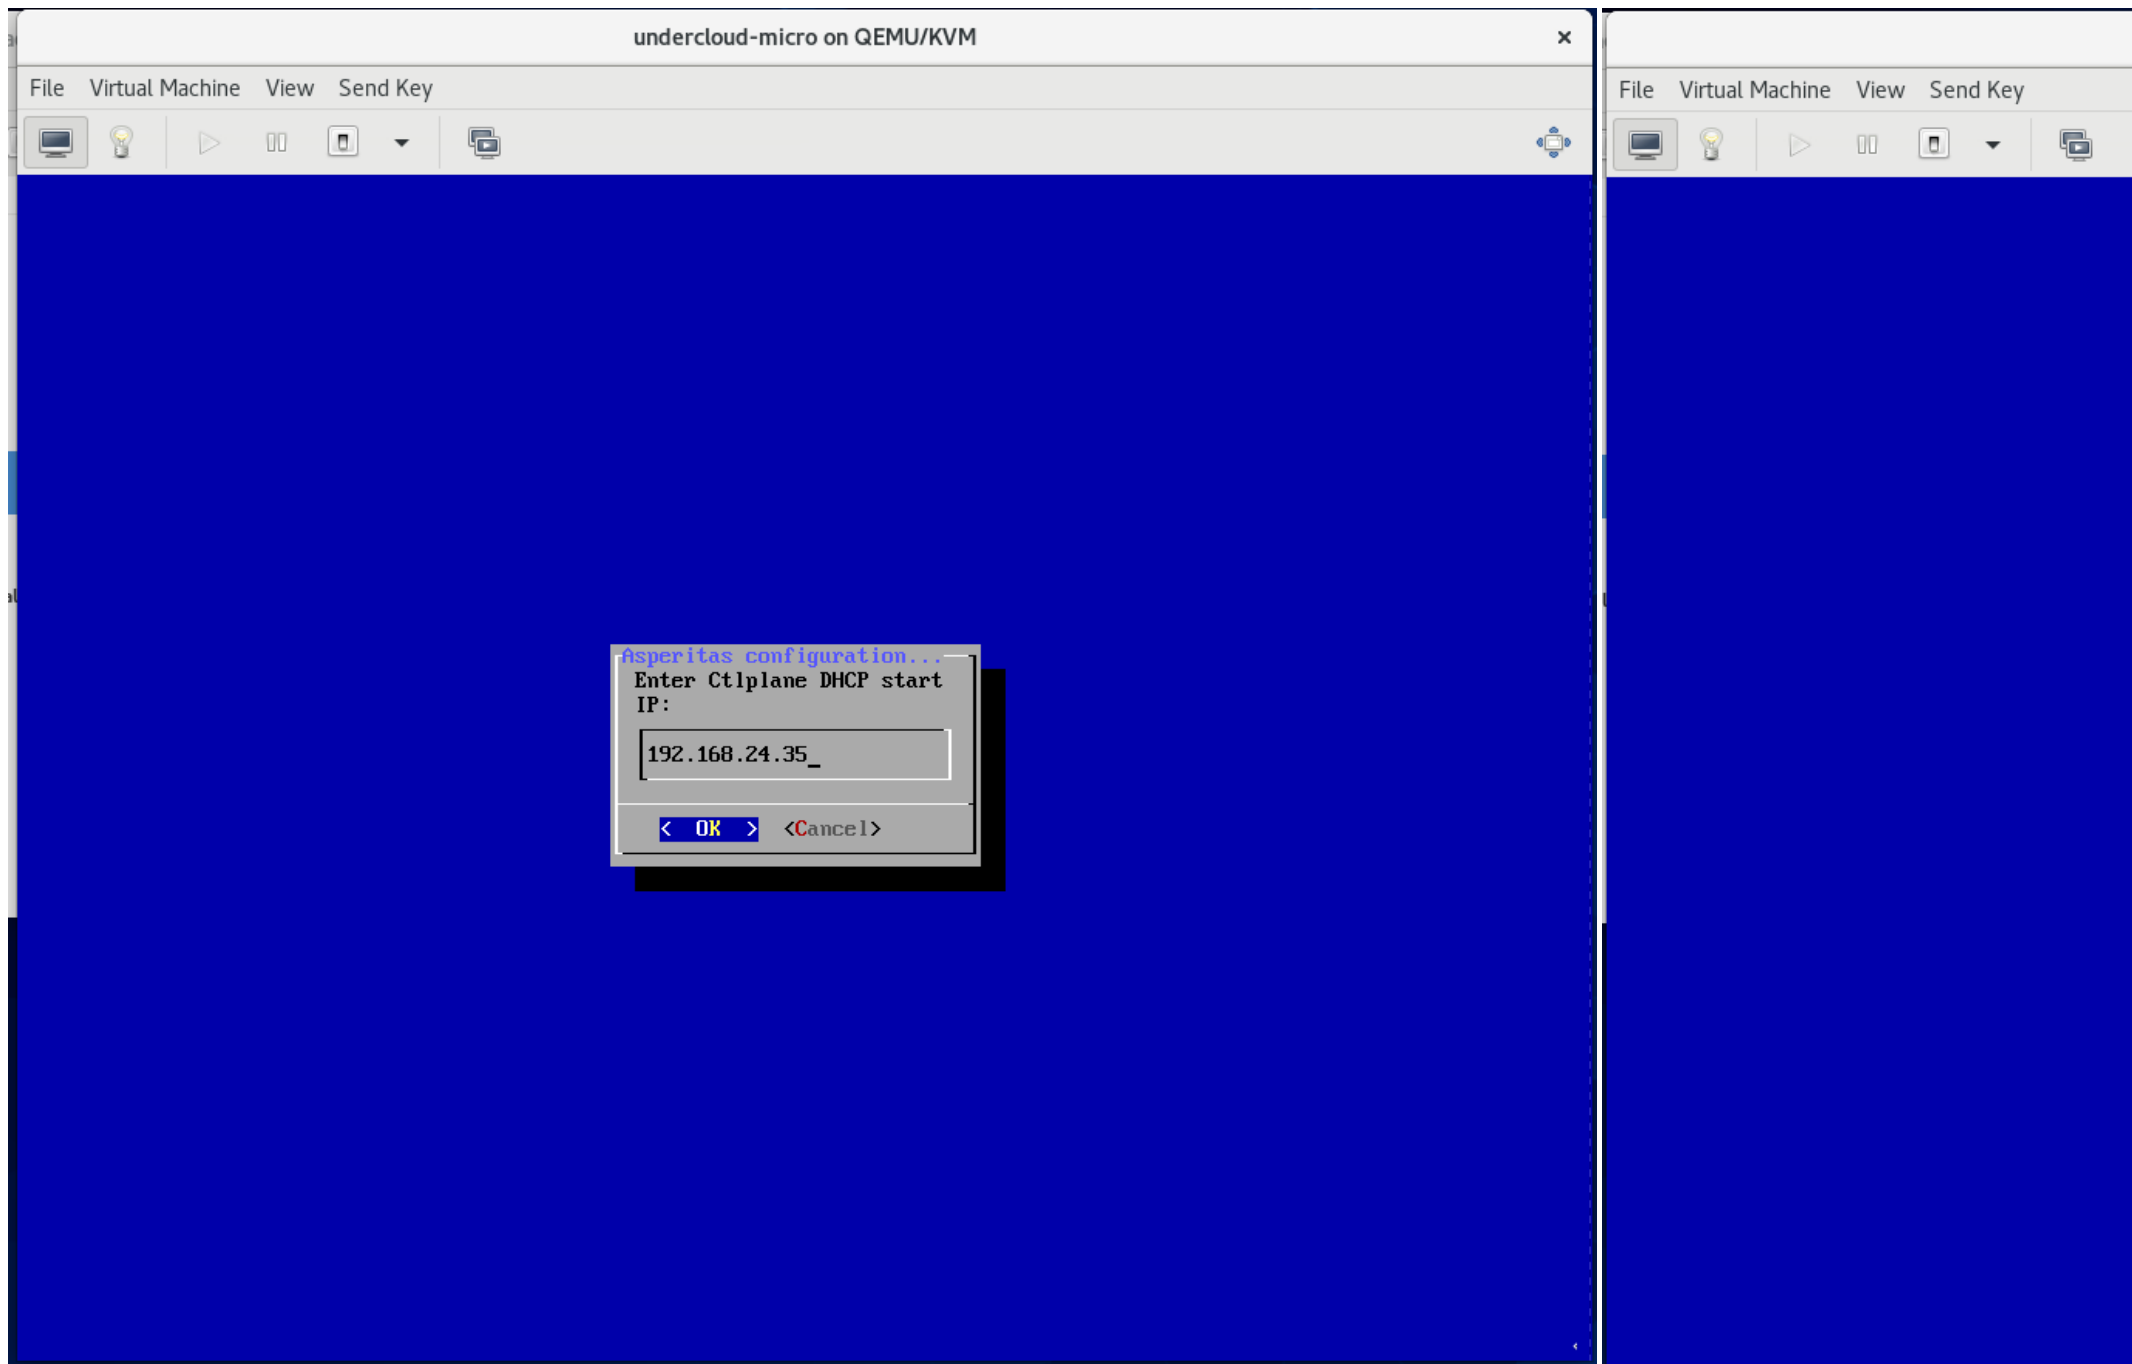 undercloud-micro on QEMU/KVM
File Virtual Machine View Send Key
Asperitas configuration...
Enter Ctlplane DHCP start
IP:
192.168.24.35_
< OK > <Cancel>
File Virtual Machine View Send Key